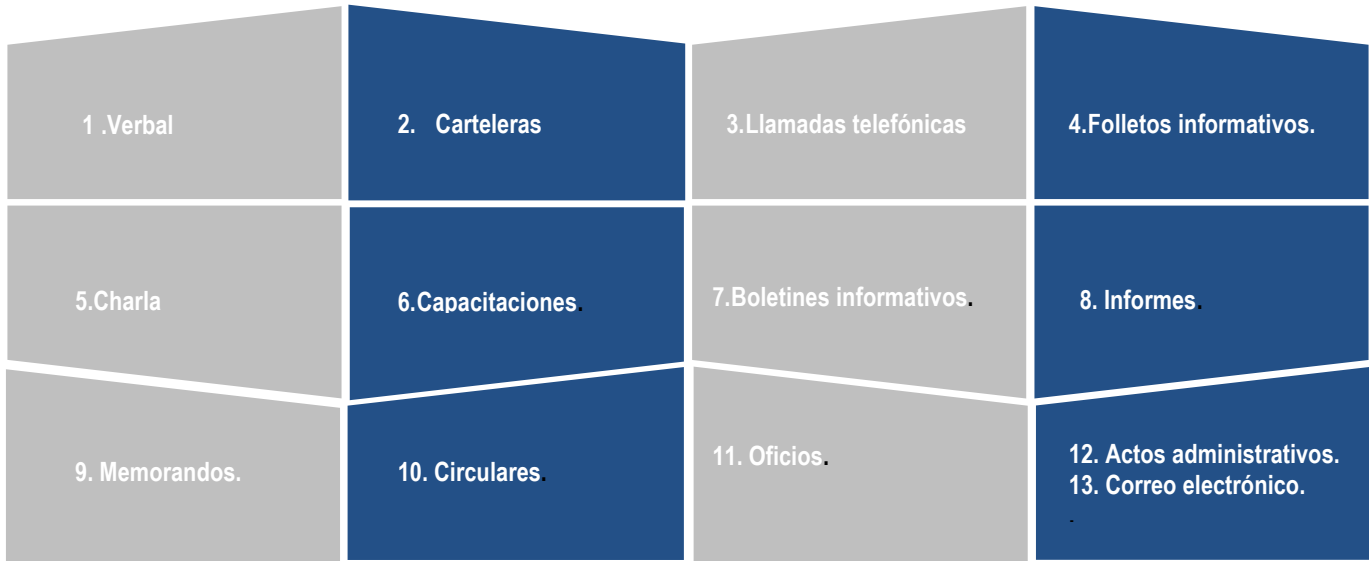 1 .Verbal
2. Carteleras
3.Llamadas telefónicas
4.Folletos informativos.
5.Charla
6.Capacitaciones.
7.Boletines informativos.
8. Informes.
9. Memorandos.
10. Circulares.
11. Oficios.
12. Actos administrativos.
13. Correo electrónico.
.